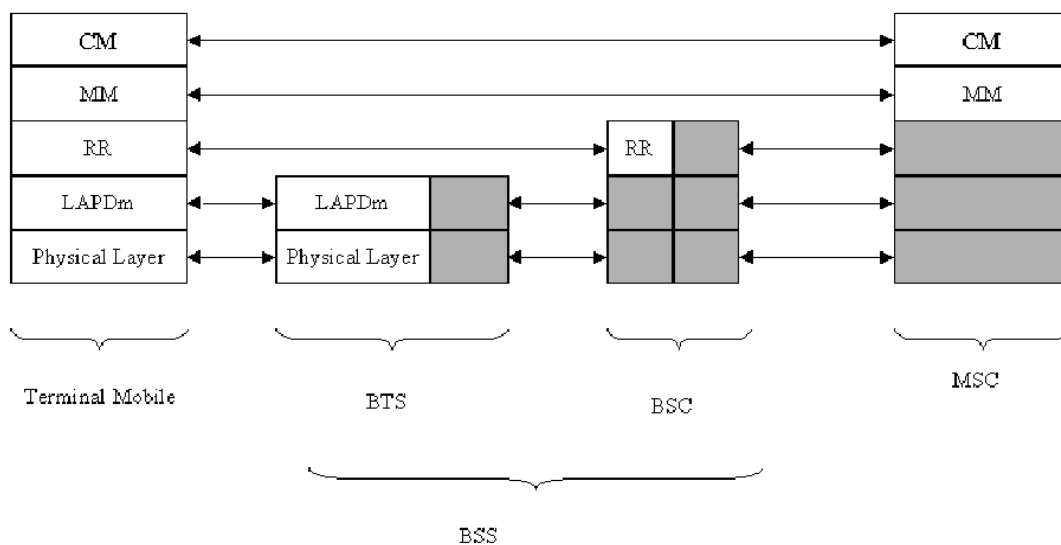 CM CM
MM MM
RR RR
LAPDm LAPDm
Physical Layer Physical Layer
Terminal Mobile BTS BSC MSC
BSS